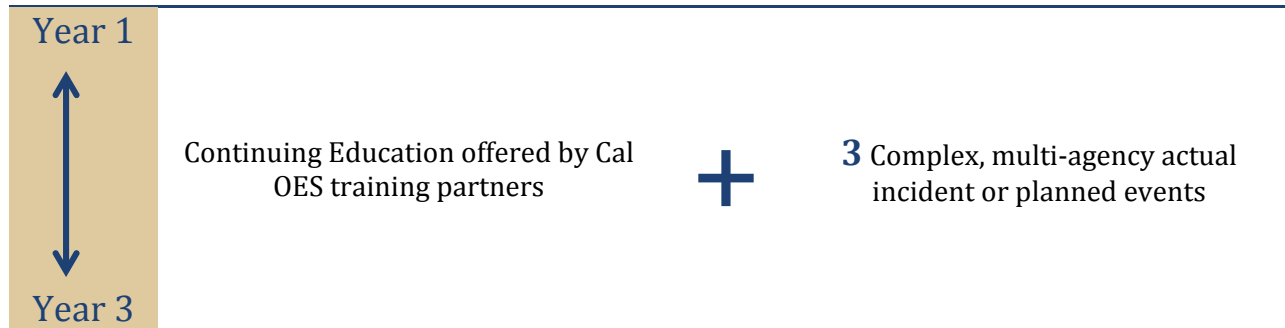 Year 1
Continuing Education offered by Cal
OES training partners
+
3 Complex, multi-agency actual
incident or planned events
Year 3